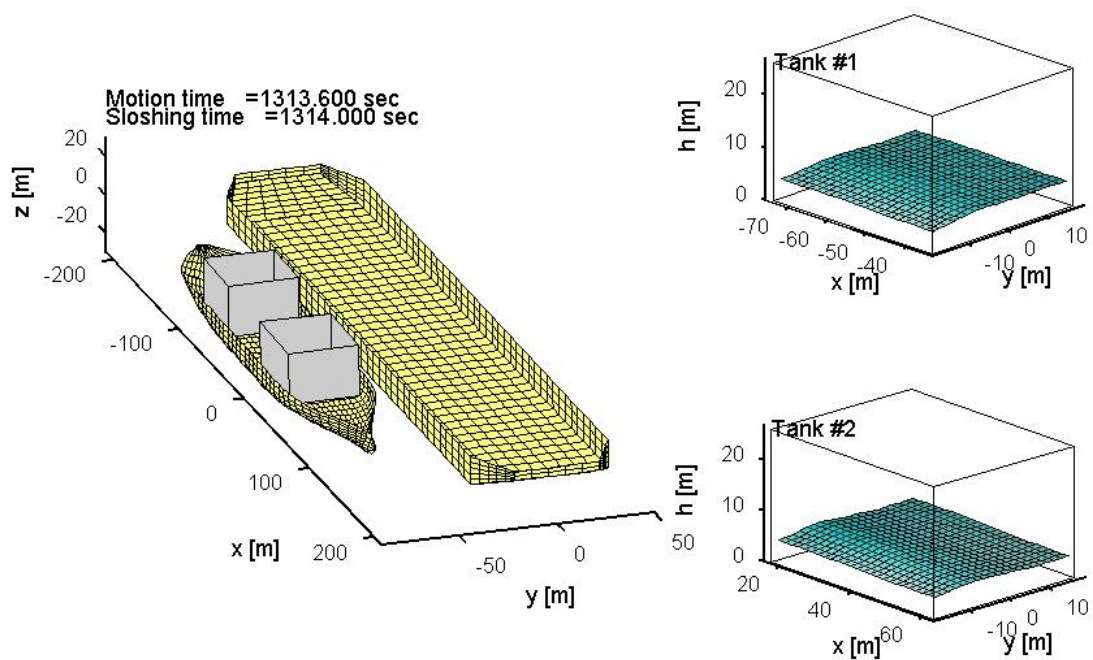 Motion time =1313.600 sec
Sloshing time =1314.000 sec
20
0
-20
z [m]
-200
-100
0
100
200
x [m]
-50
0
50
y [m]
Tank #1
20
10
0
h [m]
-70
-60
-50
-40
x [m]
-10
0
10
y [m]
Tank #2
20
10
0
h [m]
20
40
60
x [m]
-10
0
10
y [m]